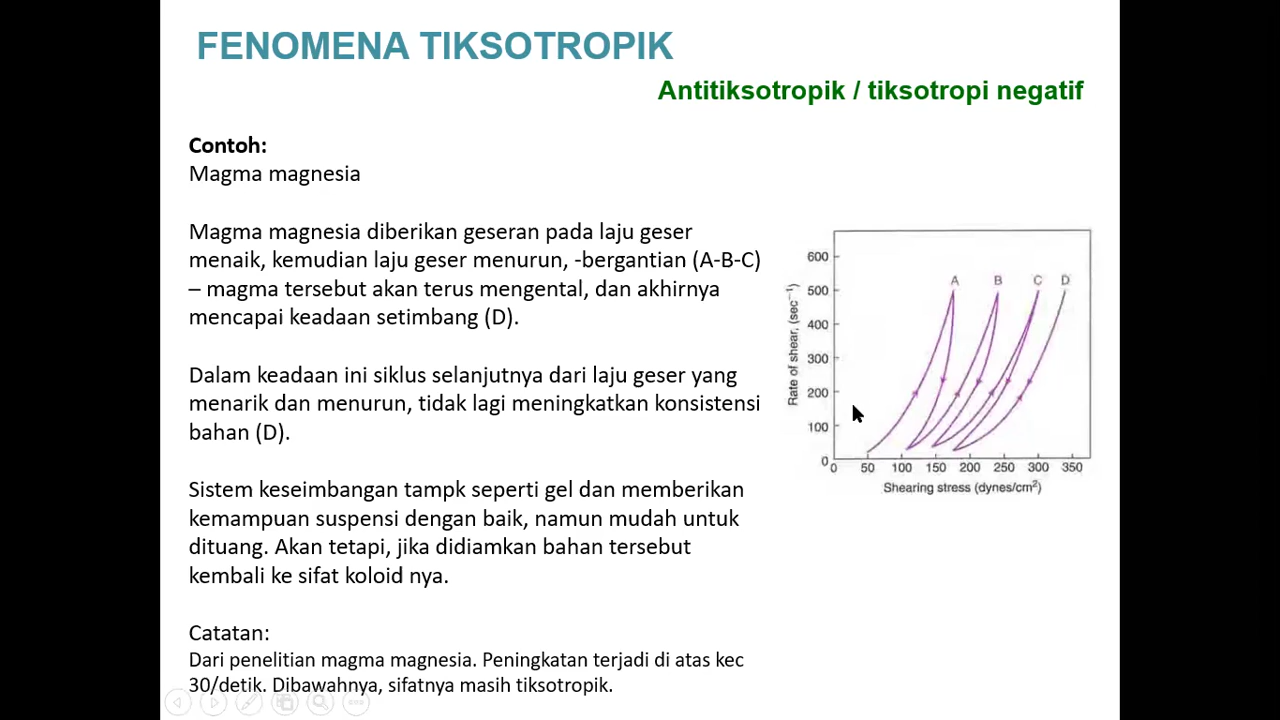 FENOMENA TIKSOTROPIK
Antitiksotropik / tiksotropi negatif
Contoh:
Magma magnesia
Magma magnesia diberikan geseran pada laju geser
menaik, kemudian laju geser menurun, -bergantian (A-B-C)
– magma tersebut akan terus mengental, dan akhirnya
mencapai keadaan setimbang (D).
Dalam keadaan ini siklus selanjutnya dari laju geser yang
menarik dan menurun, tidak lagi meningkatkan konsistensi
bahan (D).
Sistem keseimbangan tampk seperti gel dan memberikan
kemampuan suspensi dengan baik, namun mudah untuk
dituang. Akan tetapi, jika didiamkan bahan tersebut
kembali ke sifat koloid nya.
Catatan:
Dari penelitian magma magnesia. Peningkatan terjadi di atas kec
30/detik. Dibawahnya, sifatnya masih tiksotropik.
Rate of shear, (sec⁻¹)
600
500
400
300
200
100
0
A B C D
0 50 100 150 200 250 300 350
Shearing stress (dynes/cm²)